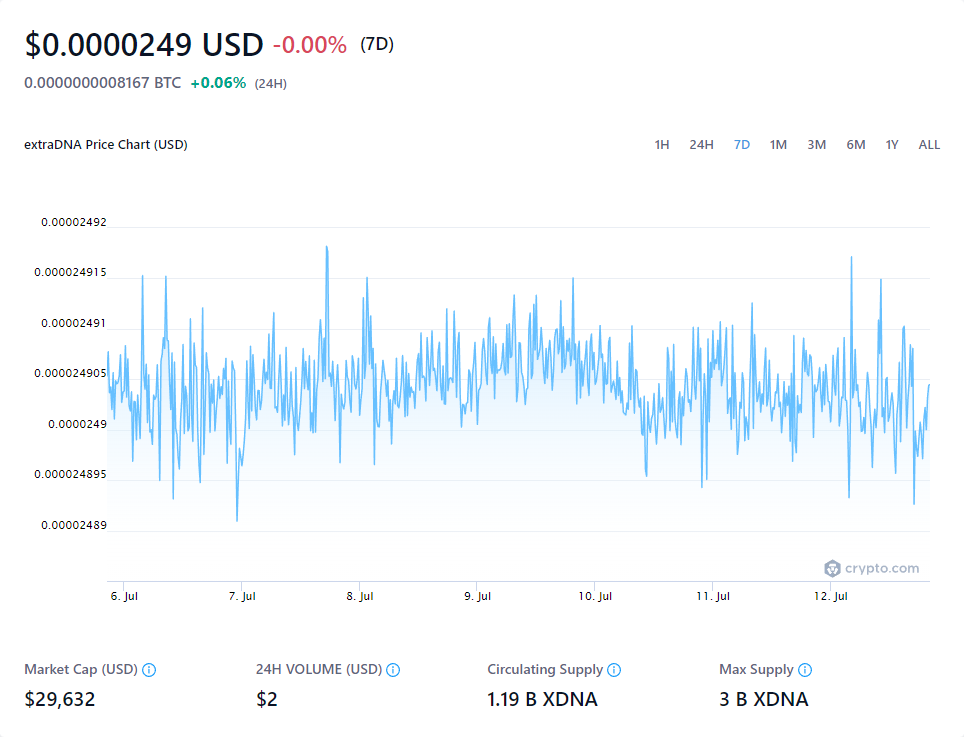 $0.0000249 USD -0.00% (7D)
0.0000000008167 BTC +0.06% (24H)
extraDNA Price Chart (USD) 1H 24H 7D 1M 3M 6M 1Y ALL
0.00002492
0.000024915
0.00002491
0.000024905
0.0000249
0.000024895
0.00002489
crypto.com
6. Jul 7. Jul 8. Jul 9. Jul 10. Jul 11. Jul 12. Jul
Market Cap (USD) 24H VOLUME (USD) Circulating Supply Max Supply
$29,632 $2 1.19 B XDNA 3 B XDNA